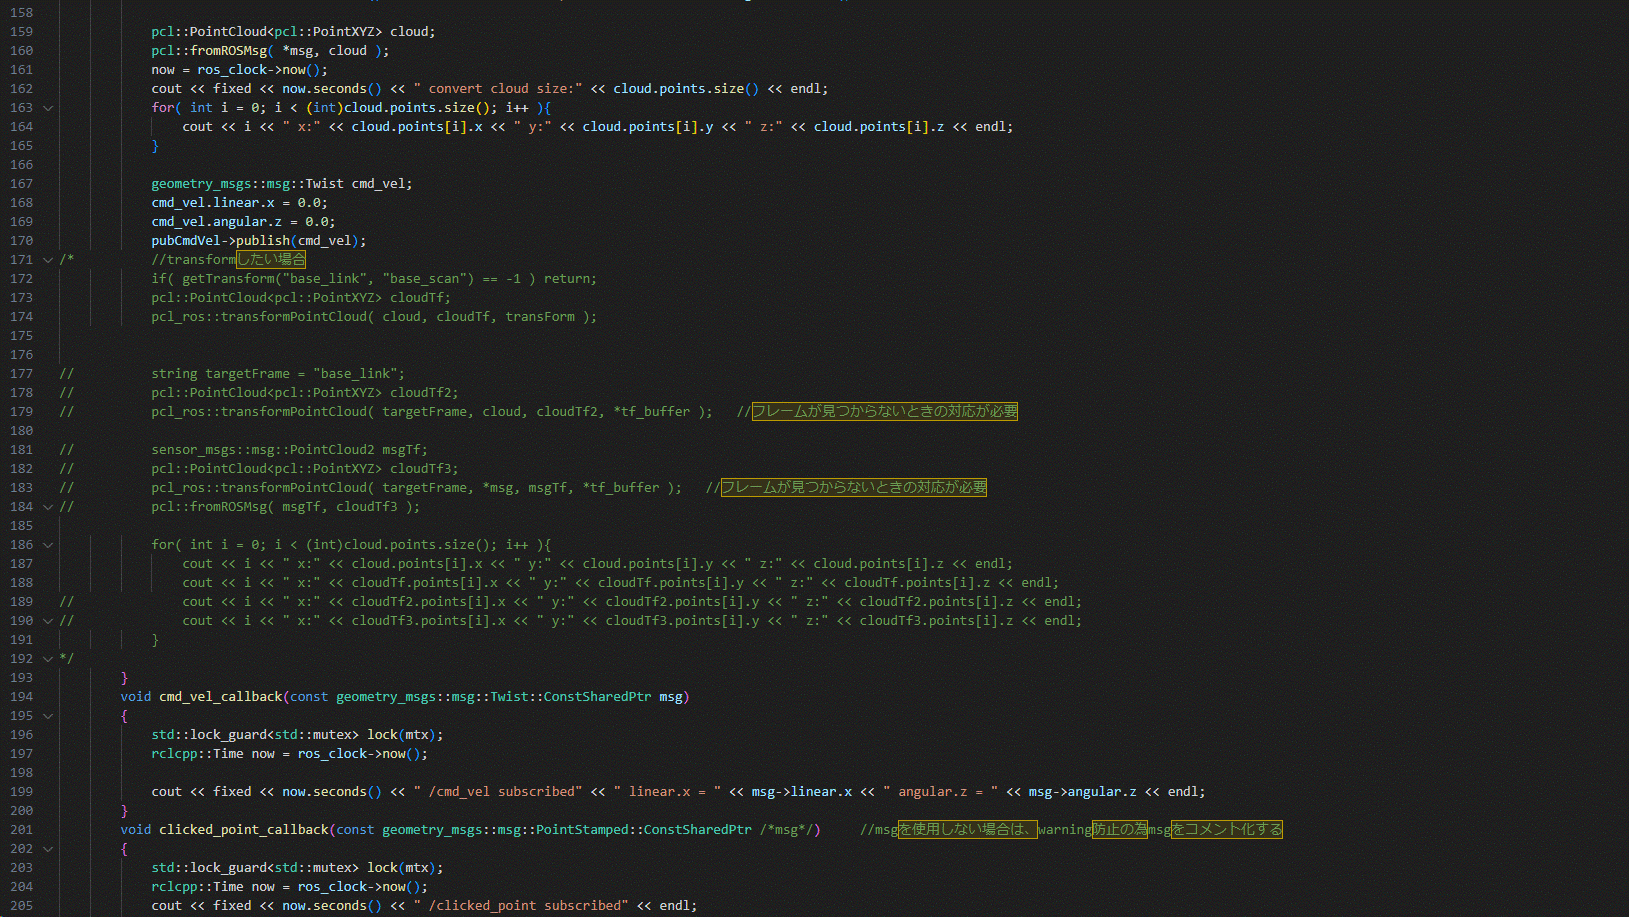 158
159 pcl::PointCloud<pcl::PointXYZ> cloud;
160 pcl::fromROSMsg( *msg, cloud );
161 now = ros_clock->now();
162 cout << fixed << now.seconds() << " convert cloud size:" << cloud.points.size() << endl;
163 for( int i = 0; i < (int)cloud.points.size(); i++ ){
164 cout << i << " x:" << cloud.points[i].x << " y:" << cloud.points[i].y << " z:" << cloud.points[i].z << endl;
165 }
166
167 geometry_msgs::msg::Twist cmd_vel;
168 cmd_vel.linear.x = 0.0;
169 cmd_vel.angular.z = 0.0;
170 pubCmdVel->publish(cmd_vel);
171 /* //transformしたい場合
172 if( getTransform("base_link", "base_scan") == -1 ) return;
173 pcl::PointCloud<pcl::PointXYZ> cloudTf;
174 pcl_ros::transformPointCloud( cloud, cloudTf, transForm );
175
176
177 // string targetFrame = "base_link";
178 // pcl::PointCloud<pcl::PointXYZ> cloudTf2;
179 // pcl_ros::transformPointCloud( targetFrame, cloud, cloudTf2, *tf_buffer ); //フレームが見つからないときの対応が必要
180
181 // sensor_msgs::msg::PointCloud2 msgTf;
182 // pcl::PointCloud<pcl::PointXYZ> cloudTf3;
183 // pcl_ros::transformPointCloud( targetFrame, *msg, msgTf, *tf_buffer ); //フレームが見つからないときの対応が必要
184 // pcl::fromROSMsg( msgTf, cloudTf3 );
185
186 for( int i = 0; i < (int)cloud.points.size(); i++ ){
187 cout << i << " x:" << cloud.points[i].x << " y:" << cloud.points[i].y << " z:" << cloud.points[i].z << endl;
188 cout << i << " x:" << cloudTf.points[i].x << " y:" << cloudTf.points[i].y << " z:" << cloudTf.points[i].z << endl;
189 // cout << i << " x:" << cloudTf2.points[i].x << " y:" << cloudTf2.points[i].y << " z:" << cloudTf2.points[i].z << endl;
190 // cout << i << " x:" << cloudTf3.points[i].x << " y:" << cloudTf3.points[i].y << " z:" << cloudTf3.points[i].z << endl;
191 }
192 */
193 }
194 void cmd_vel_callback(const geometry_msgs::msg::Twist::ConstSharedPtr msg)
195 {
196 std::lock_guard<std::mutex> lock(mtx);
197 rclcpp::Time now = ros_clock->now();
198
199 cout << fixed << now.seconds() << " /cmd_vel subscribed" << " linear.x = " << msg->linear.x << " angular.z = " << msg->angular.z << endl;
200 }
201 void clicked_point_callback(const geometry_msgs::msg::PointStamped::ConstSharedPtr /*msg*/) //msgを使用しない場合は、warning防止の為msgをコメント化する
202 {
203 std::lock_guard<std::mutex> lock(mtx);
204 rclcpp::Time now = ros_clock->now();
205 cout << fixed << now.seconds() << " /clicked_point subscribed" << endl;